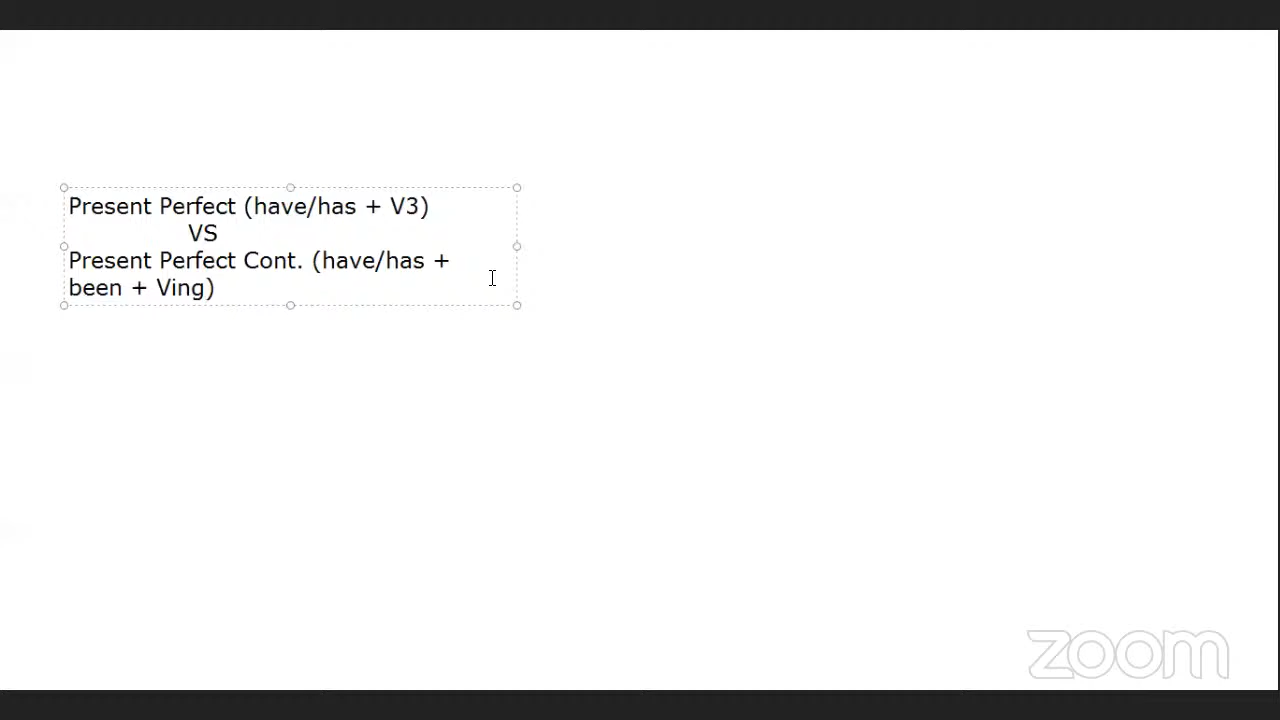 Present Perfect (have/has + V3)
VS
Present Perfect Cont. (have/has +
been + Ving)
zoom